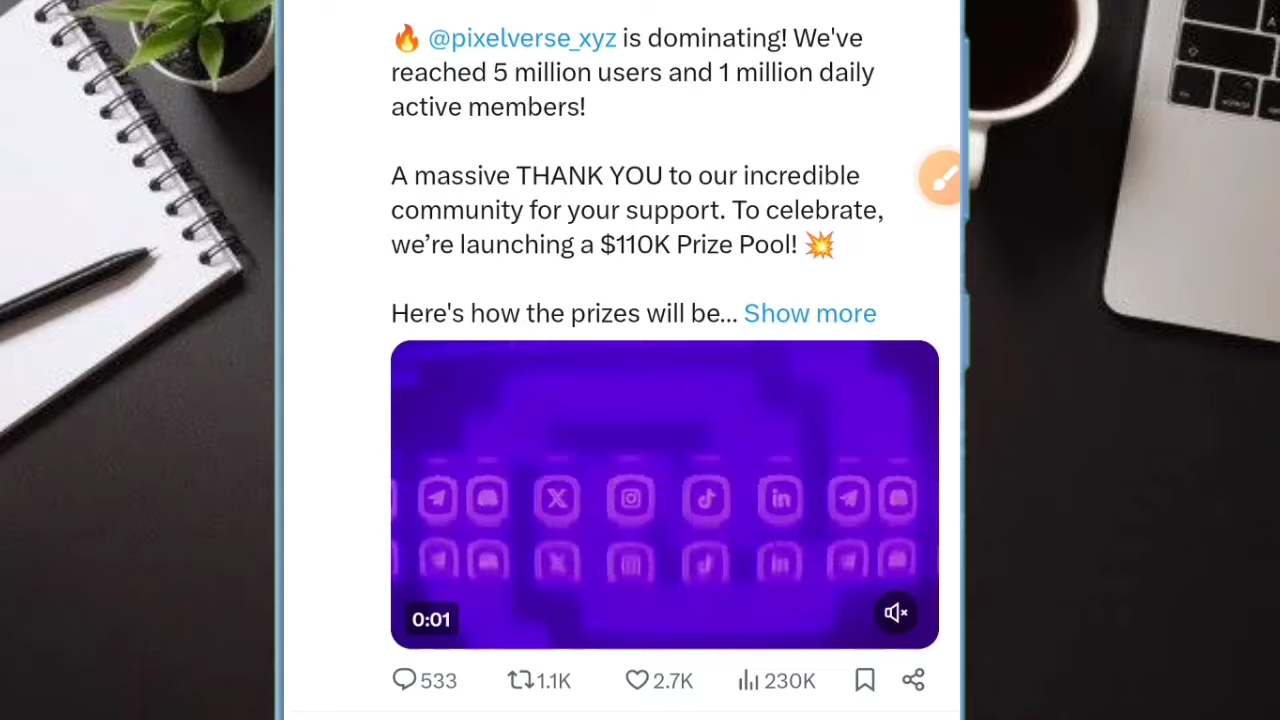 🔥 @pixelverse_xyz is dominating! We've
reached 5 million users and 1 million daily
active members!
A massive THANK YOU to our incredible
community for your support. To celebrate,
we’re launching a $110K Prize Pool! 💥
Here's how the prizes will be... Show more
0:01
533 1.1K 2.7K 230K